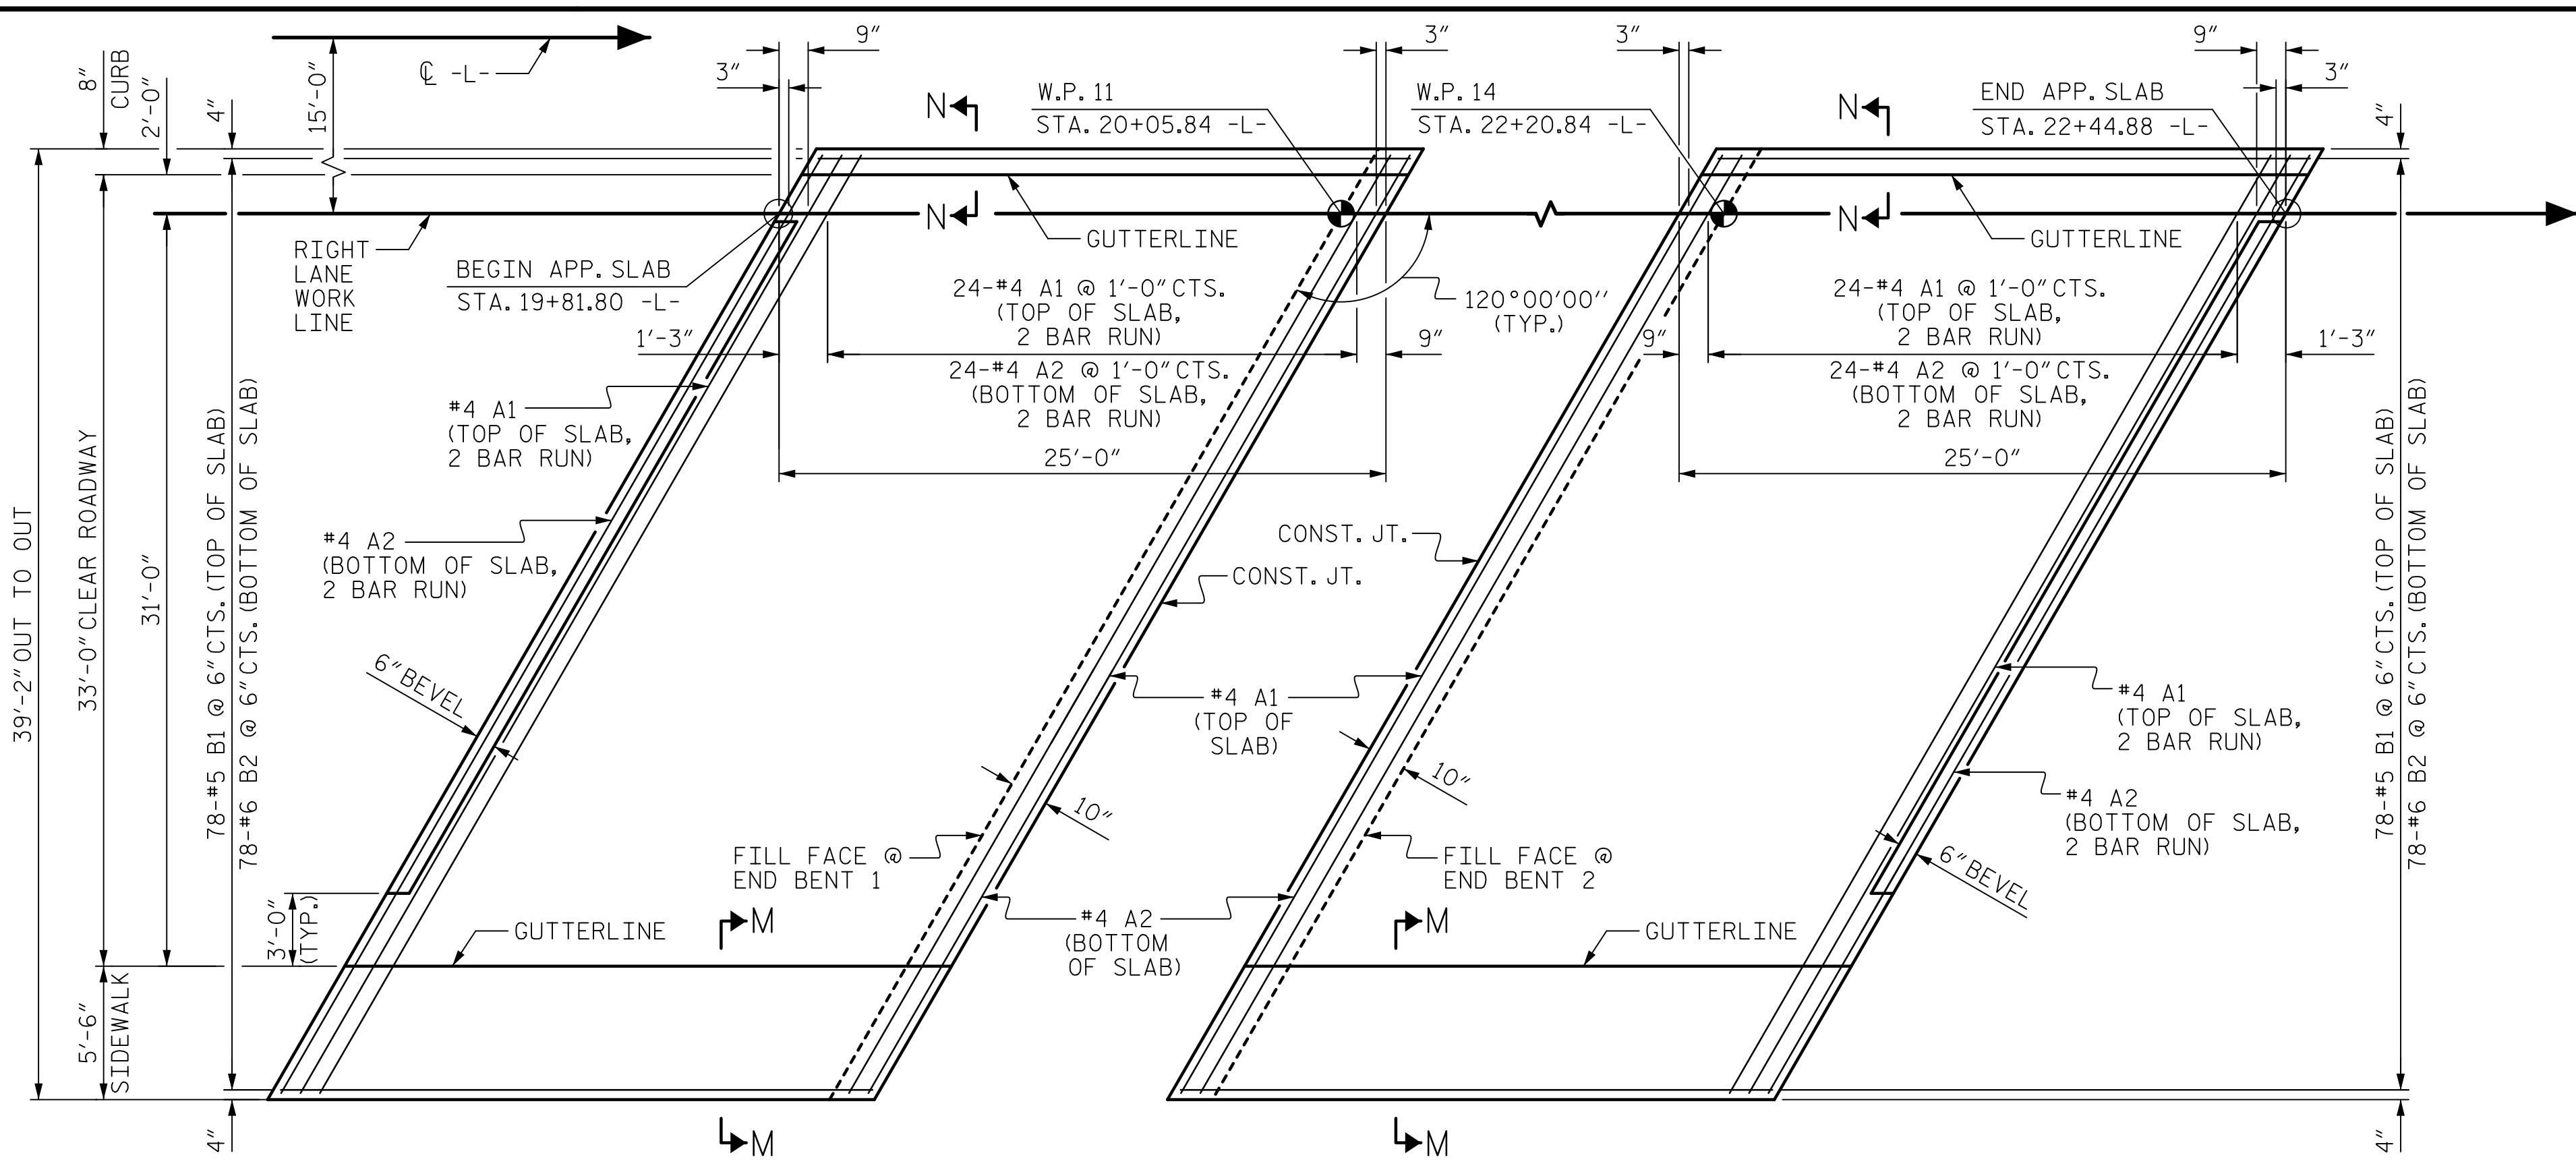 8″
CURB
2′-0″
4″
15′-0″
℄ -L-
9″
3″
N
W.P. 11
STA. 20+05.84 -L-
3″
3″
W.P. 14
STA. 22+20.84 -L-
N
END APP. SLAB
STA. 22+44.88 -L-
9″
3″
4″
N
N
GUTTERLINE
GUTTERLINE
RIGHT
LANE
WORK
LINE
BEGIN APP. SLAB
STA. 19+81.80 -L-
24-#4 A1 @ 1′-0″ CTS.
(TOP OF SLAB,
2 BAR RUN)
24-#4 A2 @ 1′-0″ CTS.
(BOTTOM OF SLAB,
2 BAR RUN)
1′-3″
9″
25′-0″
120°00′00″
(TYP.)
24-#4 A1 @ 1′-0″ CTS.
(TOP OF SLAB,
2 BAR RUN)
24-#4 A2 @ 1′-0″ CTS.
(BOTTOM OF SLAB,
2 BAR RUN)
9″
1′-3″
25′-0″
#4 A1
(TOP OF SLAB,
2 BAR RUN)
#4 A2
(BOTTOM OF SLAB,
2 BAR RUN)
39′-2″ OUT TO OUT
33′-0″ CLEAR ROADWAY
31′-0″
78-#5 B1 @ 6″ CTS. (TOP OF SLAB)
78-#6 B2 @ 6″ CTS. (BOTTOM OF SLAB)
6″ BEVEL
CONST. JT.
CONST. JT.
#4 A1
(TOP OF
SLAB)
10″
10″
FILL FACE @
END BENT 1
FILL FACE @
END BENT 2
#4 A2
(BOTTOM
OF SLAB)
#4 A1
(TOP OF SLAB,
2 BAR RUN)
#4 A2
(BOTTOM OF SLAB,
2 BAR RUN)
6″ BEVEL
78-#5 B1 @ 6″ CTS. (TOP OF SLAB)
78-#6 B2 @ 6″ CTS. (BOTTOM OF SLAB)
3′-0″
(TYP.)
GUTTERLINE
M
M
GUTTERLINE
5′-6″
SIDEWALK
4″
M
M
4″